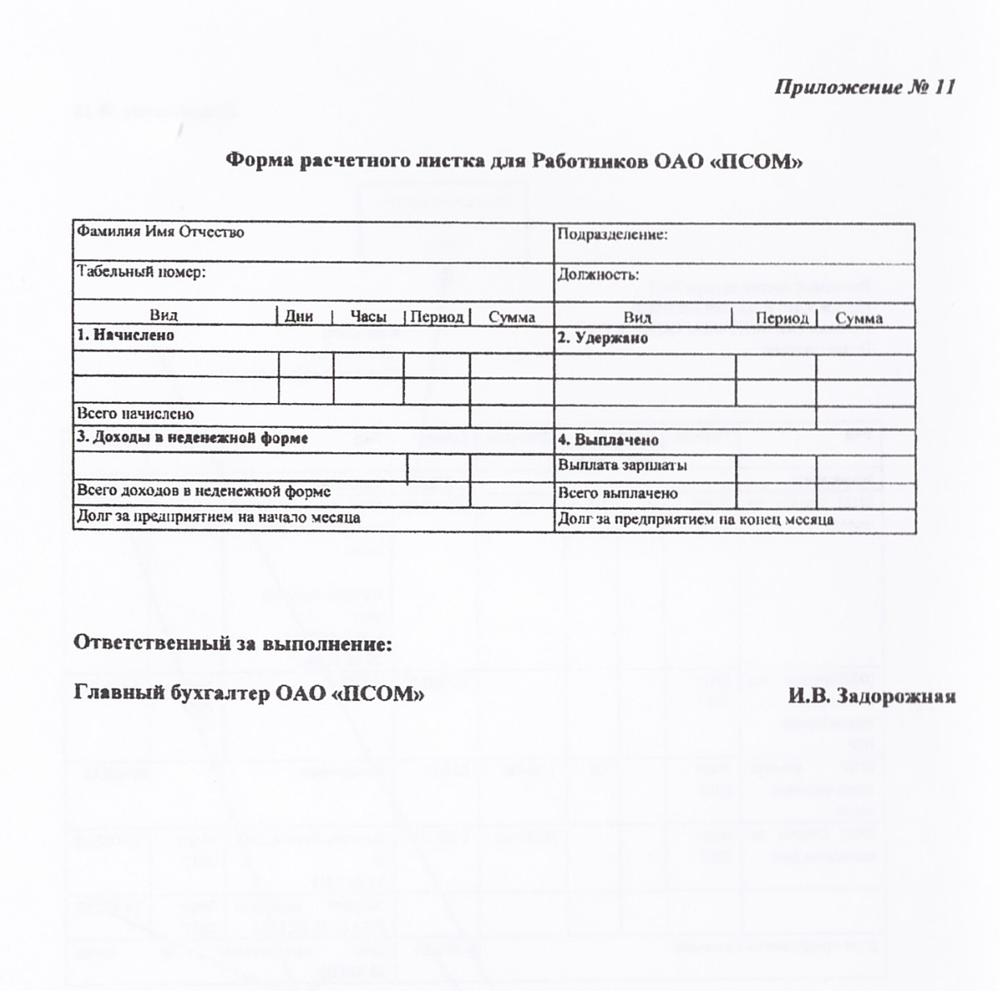 Приложение № 11
Форма расчетного листка для Работников ОАО «ПСОМ»
Фамилия Имя Отчество Подразделение:
Табельный номер: Должность:
Вид Дни Часы Период Сумма Вид Период Сумма
1. Начислено 2. Удержано
Всего начислено
3. Доходы в неденежной форме 4. Выплачено
Выплата зарплаты
Всего доходов в неденежной форме Всего выплачено
Долг за предприятием на начало месяца Долг за предприятием на конец месяца
Ответственный за выполнение:
Главный бухгалтер ОАО «ПСОМ» И.В. Задорожная